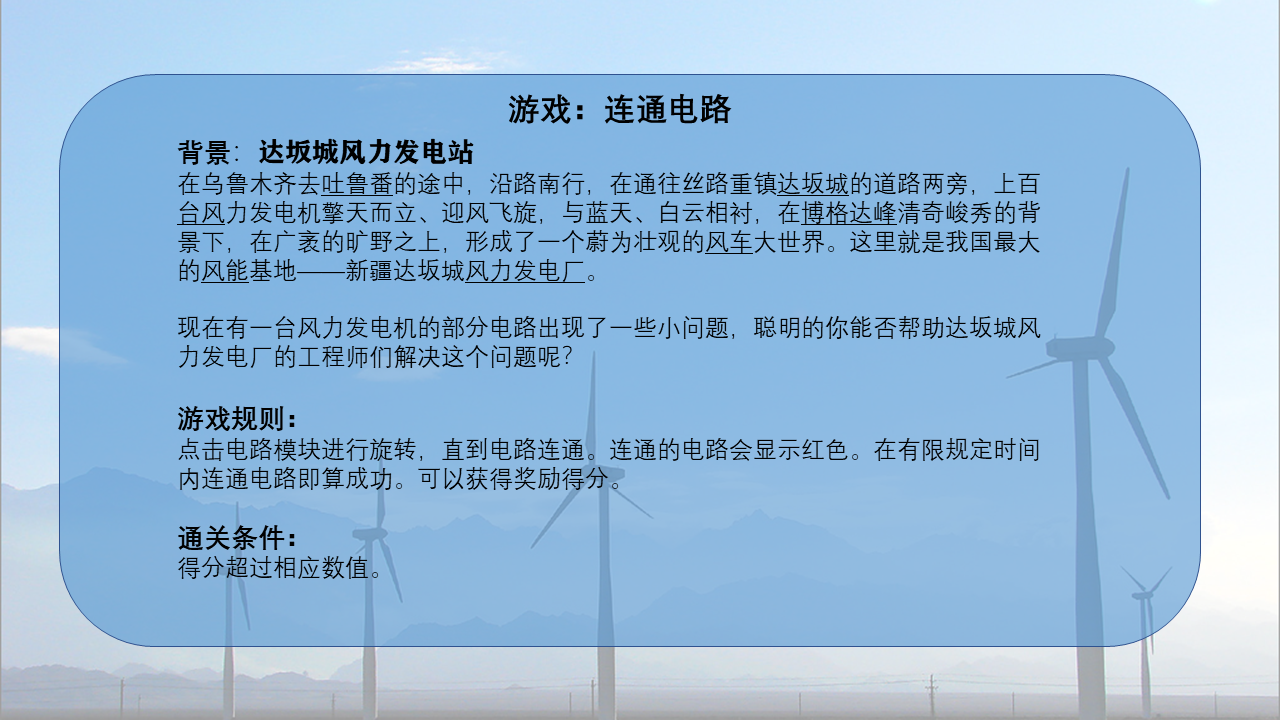 游戏：连通电路
背景：达坂城风力发电站
在乌鲁木齐去吐鲁番的途中，沿路南行，在通往丝路重镇达坂城的道路两旁，上百
台风力发电机擎天而立、迎风飞旋，与蓝天、白云相衬，在博格达峰清奇峻秀的背
景下，在广袤的旷野之上，形成了一个蔚为壮观的风车大世界。这里就是我国最大
的风能基地——新疆达坂城风力发电厂。
现在有一台风力发电机的部分电路出现了一些小问题，聪明的你能否帮助达坂城风
力发电厂的工程师们解决这个问题呢？
游戏规则：
点击电路模块进行旋转，直到电路连通。连通的电路会显示红色。在有限规定时间
内连通电路即算成功。可以获得奖励得分。
通关条件：
得分超过相应数值。